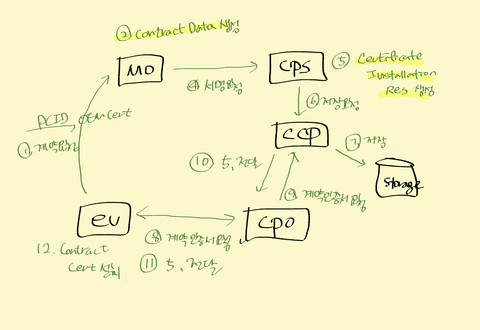 ② Contract Data 생성
MO
④ 서명요청
CPS
⑤ Certificate
Installation
Res 생성
⑥ 저장요청
PCID OEM Cert
① 계약인증
CCP
⑦ 저장
Storage
⑩ 5, 전달
⑨ 계약인증서요청
EV
CPO
⑧ 계약인증서요청
⑪ 5, 전달
12. Contract
Cert 설치